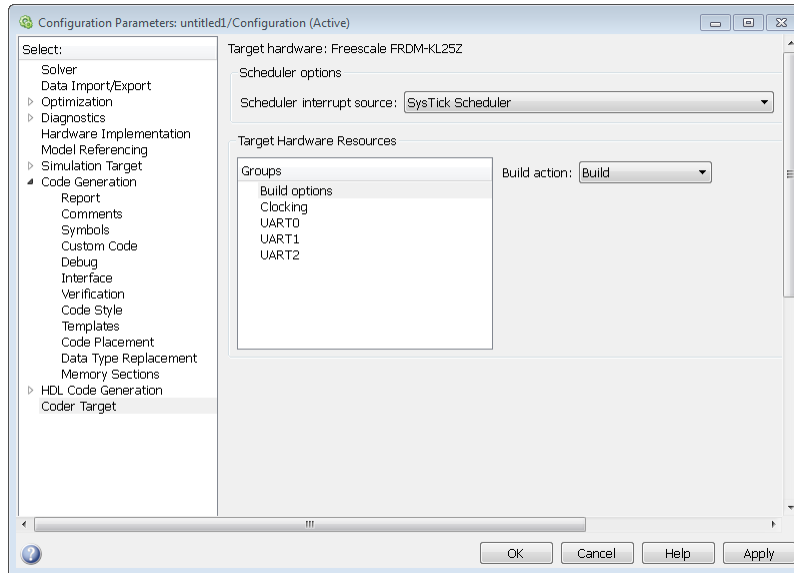 Configuration Parameters: untitled1/Configuration (Active)
Select:
Solver
Data Import/Export
Optimization
Diagnostics
Hardware Implementation
Model Referencing
Simulation Target
Code Generation
Report
Comments
Symbols
Custom Code
Debug
Interface
Verification
Code Style
Templates
Code Placement
Data Type Replacement
Memory Sections
HDL Code Generation
Coder Target
Target hardware: Freescale FRDM-KL25Z
Scheduler options
Scheduler interrupt source: SysTick Scheduler
Target Hardware Resources
Groups
Build options
Clocking
UART0
UART1
UART2
Build action: Build
OK Cancel Help Apply